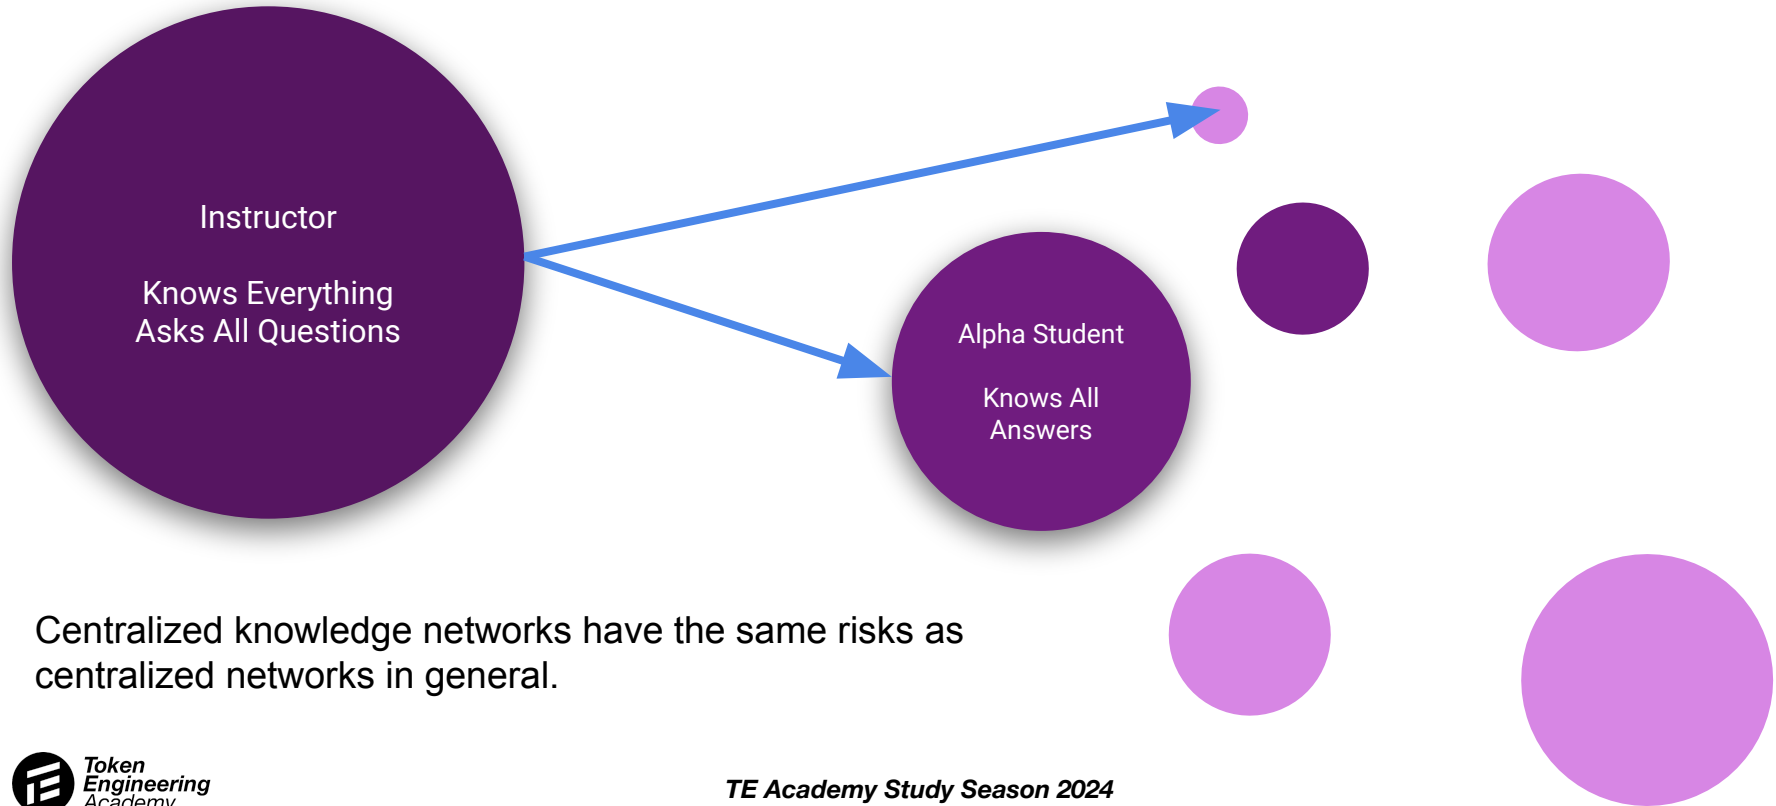 Instructor
Knows Everything
Asks All Questions
Alpha Student
Knows All
Answers
Centralized knowledge networks have the same risks as
centralized networks in general.
Token
Engineering
Academy
TE Academy Study Season 2024